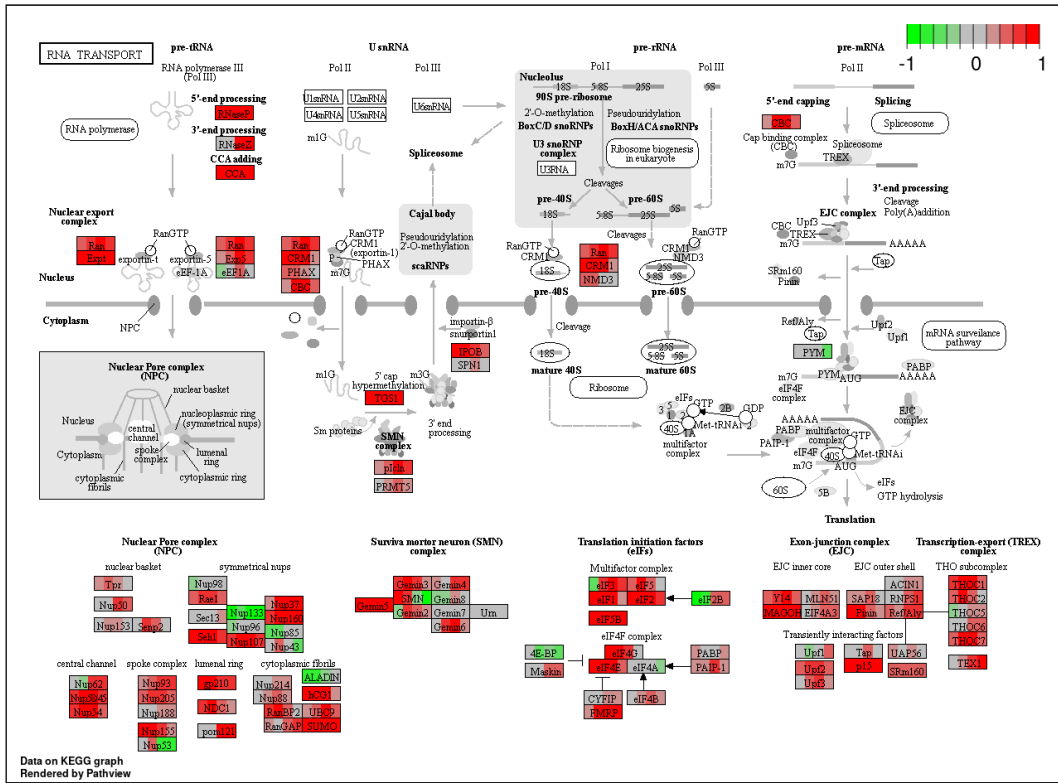 RNA TRANSPORT
pre-tRNA
U snRNA
pre-rRNA
pre-mRNA
-1 0 1
RNA polymerase III
(Pol III)
Pol II
Pol III
Pol I
Pol III
Pol II
5'-end processing
RNaseP
3'-end processing
RNaseZ
CCA adding
CCA
RNA polymerase
U1snRNA
U2snRNA
U4snRNA
U5snRNA
U6snRNA
m1G
Spliceosome
Nucleolus
18S 5.8S 25S
5S
90S pre-ribosome
2'-O-methylation
BoxC/D snoRNPs
Pseudouridylation
BoxH/ACA snoRNPs
U3 snoRNP
complex
U3RNA
Ribosome biogenesis
in eukaryote
Cleavages
pre-40S
pre-60S
18S
5.8S 25S
5S
5'-end capping
CBC
Cap binding complex
(CBC)
m7G
Splicing
Spliceosome
Spliceosome
TREX
3'-end processing
Cleavage
Poly(A)addition
EJC complex
CBC
Upf3
TREX
m7G
AAAAA
Tap
SRm160
Pinin
Nuclear export
complex
Ran
Expt
RanGTP
exportin-t
exportin-5
eEF-1A
Ran
Exp5
eEF1A
Ran
CRM1
PHAX
CBC
RanGTP
CRM1
(exportin-1)
P
PHAX
m7G
Cajal body
Pseudouridylation
2'-O-methylation
scaRNPs
RanGTP
CRM1
18S
Ran
CRM1
NMD3
RanGTP
CRM1
NMD3
25S
5.8S 5S
Nucleus
Cytoplasm
NPC
pre-40S
pre-60S
Cleavage
18S
25S
5.8S 5S
mature 40S
mature 60S
Ribosome
importin-β
snurportin1
IPOB
SPN1
m1G
5' cap
hypermethylation
TGS1
m3G
Sm proteins
3' end
processing
SMN
complex
pIcln
PRMT5
Ref/Aly
Tap
Upf2
Upf1
mRNA surveilance
pathway
PYM
PYM
AUG
m7G
eIF4F
complex
PABP
AAAAA
EJC
complex
eIFs
GTP
2B
GDP
3 5
1 2
40S
1A
Met-tRNAi
2
multifactor
complex
AAAAA
PABP
PAIP-1
eIF4F
m7G
multifactor
complex
GTP
40S
Met-tRNAi
AUG
60S
5B
eIFs
GTP hydrolysis
Translation
Nuclear Pore complex
(NPC)
nuclear basket
Nucleus
nucleoplasmic ring
(symmetrical nups)
central
channel
spoke
complex
lumenal
ring
Cytoplasm
cytoplasmic
fibrils
cytoplasmic ring
Nuclear Pore complex
(NPC)
nuclear basket
symmetrical nups
Tpr
Nup50
Nup153
Senp2
Nup98
Rae1
Sec13
Seh1
Nup133
Nup96
Nup107
Nup37
Nup160
Nup85
Nup43
central channel
spoke complex
lumenal ring
cytoplasmic fibrils
Nup62
Nup54
Nup93
Nup205
Nup188
Nup155
Nup53
gp210
NDC1
pom121
Nup214
Nup88
RanBP2
RanGAP
ALADIN
hCG1
UBC9
SUMO
Surviva mortor neuron (SMN)
complex
Gemin5
Gemin3
SMN
Gemin2
Gemin4
Gemin8
Gemin7
Gemin6
Unr
Translation initiation factors
(eIFs)
Multifactor complex
eIF3
eIF5
eIF1
eIF2
eIF2B
eIF5B
eIF4F complex
4E-BP
Maskin
eIF4G
eIF4E
eIF4A
PABP
PAIP-1
CYFIP
FMRP
eIF4B
Exon-junction complex
(EJC)
EJC inner core
EJC outer shell
Y14
MLN51
MAGOH
EIF4A3
ACIN1
SAP18
RNPS1
Pinin
Ref/Aly
Transiently interacting factors
Upf1
Upf2
Upf3
Tap
p15
UAP56
SRm160
Transcription-export (TREX)
complex
THO subcomplex
THOC1
THOC2
THOC5
THOC6
THOC7
TEX1
Data on KEGG graph
Rendered by Pathview